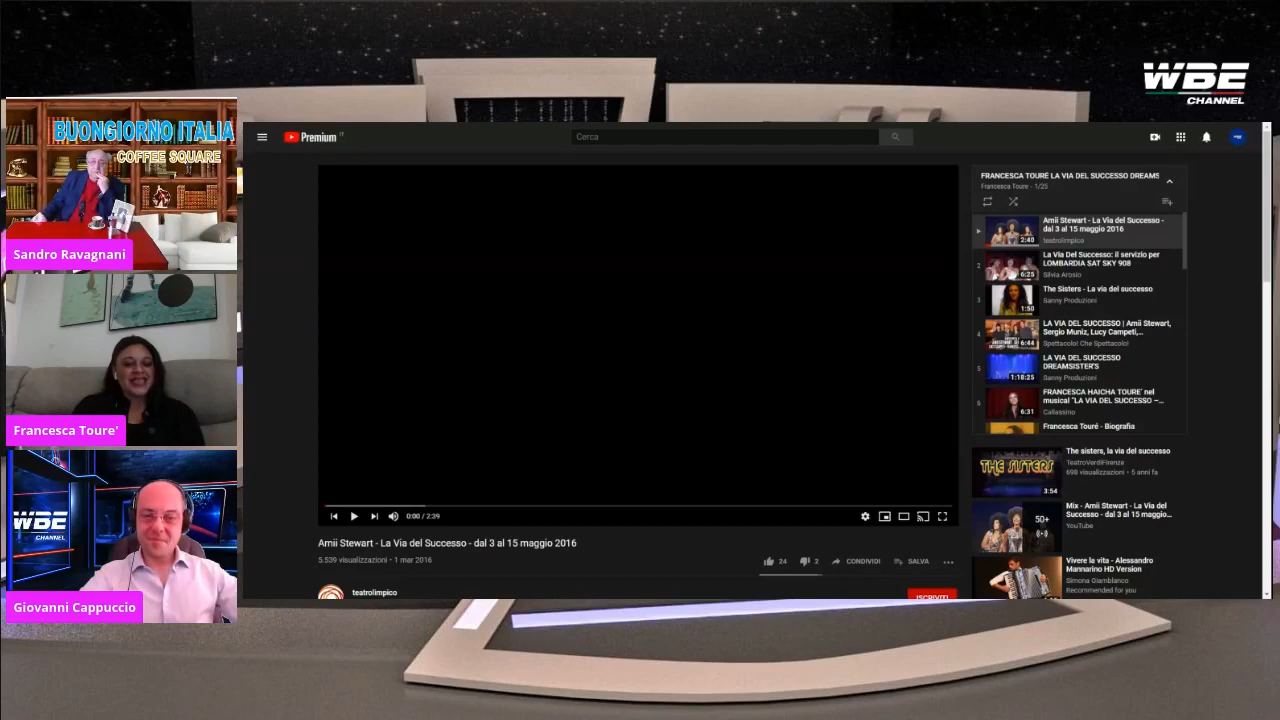 WBE
CHANNEL
BUONGIORNO ITALIA
COFFEE SQUARE
Sandro Ravagnani
Francesca Toure'
WBE
CHANNEL
Giovanni Cappuccio
Premium
IT
Cerca
0:00 / 2:39
Amii Stewart - La Via del Successo - dal 3 al 15 maggio 2016
5.539 visualizzazioni • 1 mar 2016
24
2
CONDIVIDI
SALVA
teatrolimpico
ISCRIVITI
FRANCESCA TOURÉ LA VIA DEL SUCCESSO DREAMS
Francesca Toure - 1/25
Amii Stewart - La Via del Successo -
dal 3 al 15 maggio 2016
teatrolimpico
2:40
2
La Via Del Successo: il servizio per
LOMBARDIA SAT SKY 908
Silvia Arosio
6:25
3
The Sisters - La via del successo
Sanny Produzioni
1:50
4
LA VIA DEL SUCCESSO | Amii Stewart,
Sergio Muniz, Lucy Campeti,...
Spettacolo! Che Spettacolo!
6:44
5
LA VIA DEL SUCCESSO
DREAMSISTER'S
Sanny Produzioni
1:18:25
6
FRANCESCA HAICHA TOURE' nel
musical "LA VIA DEL SUCCESSO –...
Callassino
6:31
Francesca Touré - Biografia
THE SISTERS
3:54
The sisters, la via del successo
TeatroVerdiFirenze
698 visualizzazioni • 5 anni fa
50+
Mix - Amii Stewart - La Via del
Successo - dal 3 al 15 maggio...
YouTube
Vivere la vita - Alessandro
Mannarino HD Version
Simona Giamblanco
Recommended for you